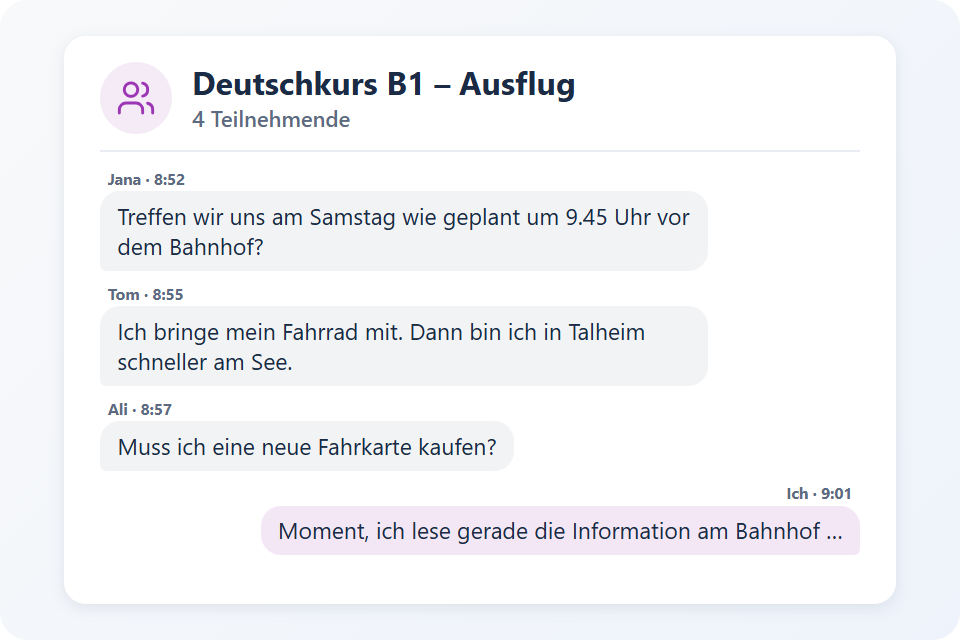 Deutschkurs B1 – Ausflug
4 Teilnehmende
Jana · 8:52
Treffen wir uns am Samstag wie geplant um 9.45 Uhr vor
dem Bahnhof?
Tom · 8:55
Ich bringe mein Fahrrad mit. Dann bin ich in Talheim
schneller am See.
Ali · 8:57
Muss ich eine neue Fahrkarte kaufen?
Ich · 9:01
Moment, ich lese gerade die Information am Bahnhof ...